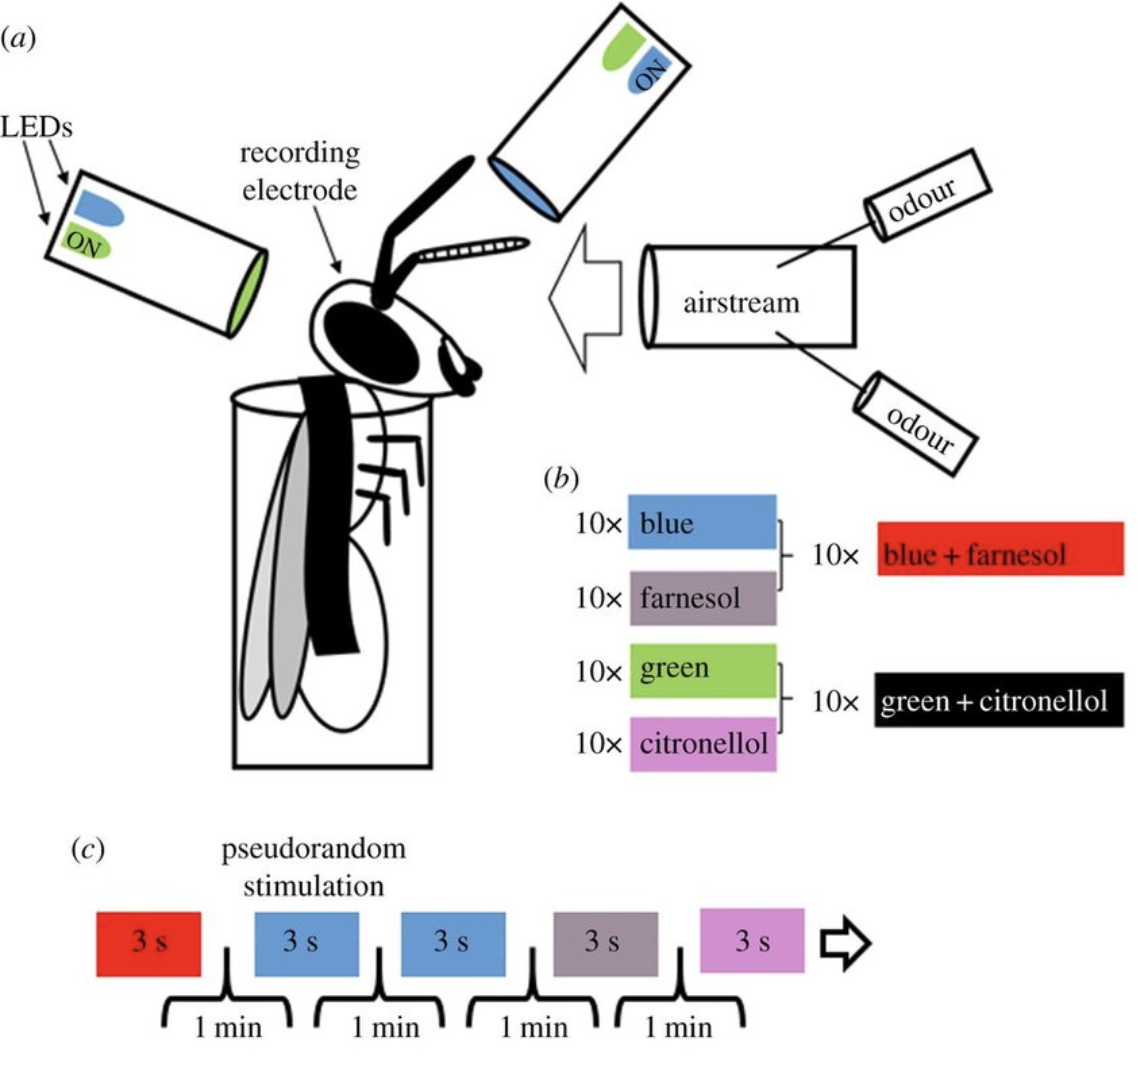 (a)
LEDs
ON
recording
electrode
ON
odour
airstream
odour
(b)
10× blue
10× farnesol
10× blue + farnesol
10× green
10× citronellol
10× green + citronellol
(c)
pseudorandom
stimulation
3 s 3 s 3 s 3 s 3 s
1 min 1 min 1 min 1 min